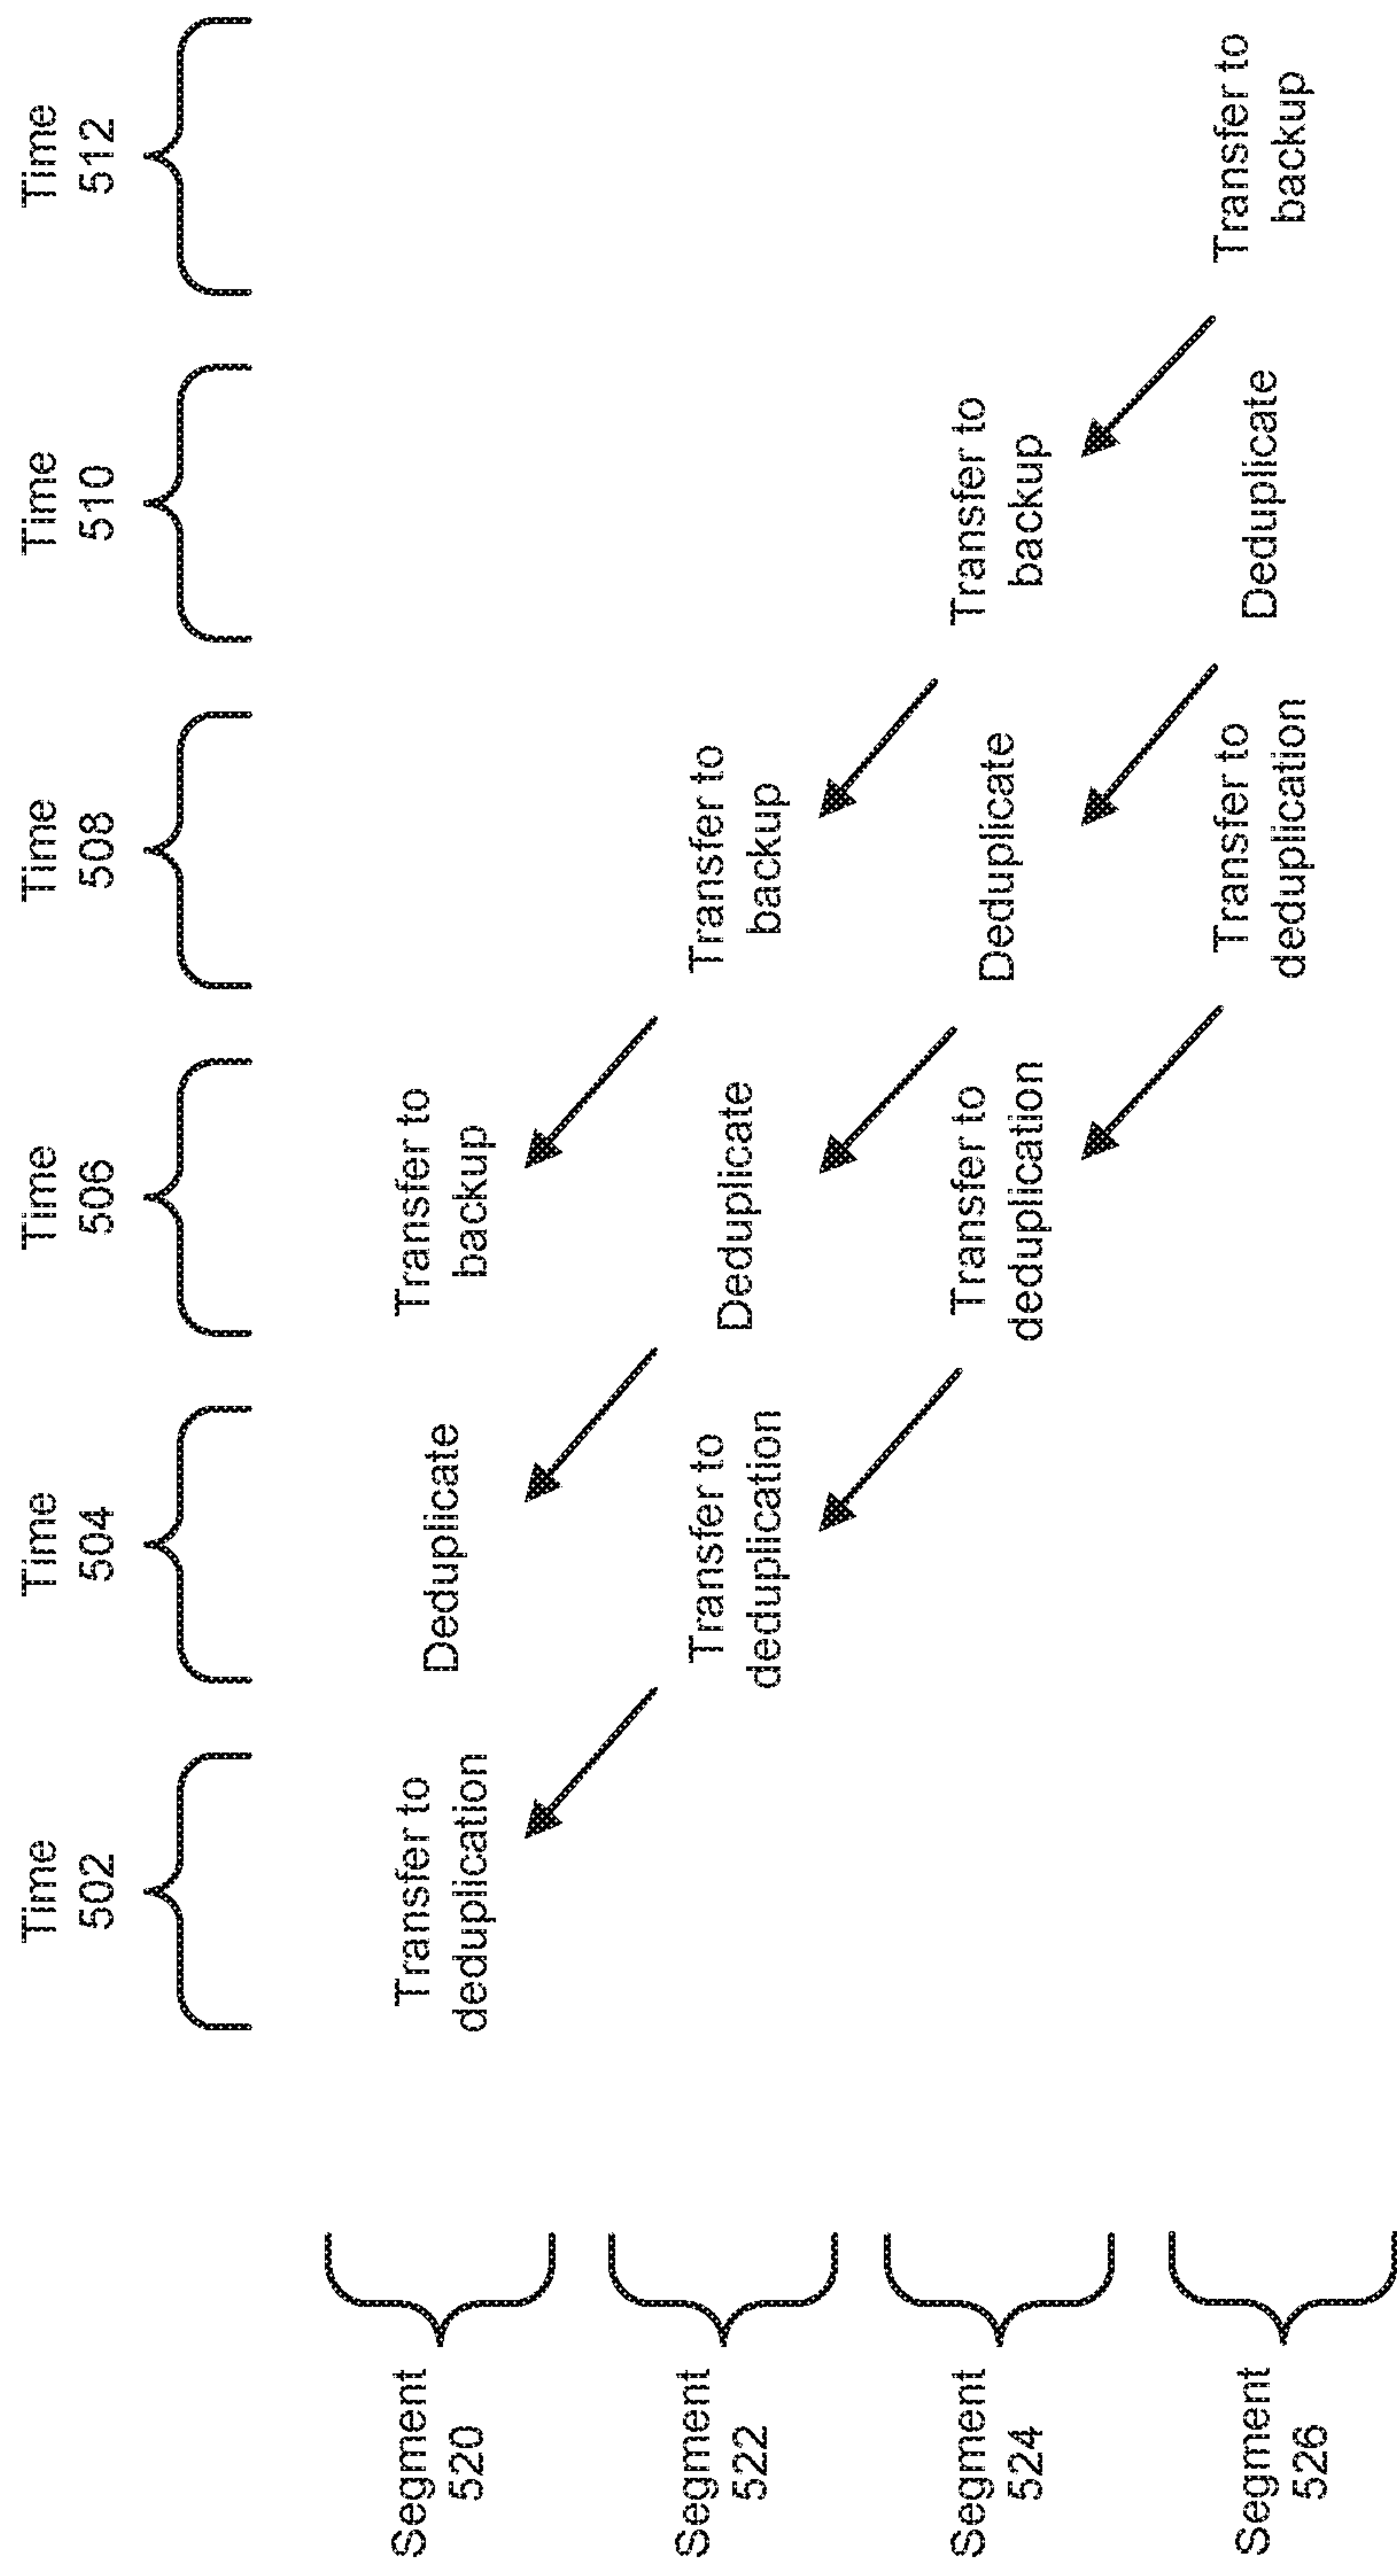 Time
502
Time
504
Time
506
Time
508
Time
510
Time
512
Segment
520
Transfer to
deduplication
Deduplicate
Transfer to
backup
Segment
522
Transfer to
deduplication
Deduplicate
Transfer to
backup
Segment
524
Transfer to
deduplication
Deduplicate
Transfer to
backup
Segment
526
Transfer to
deduplication
Deduplicate
Transfer to
backup